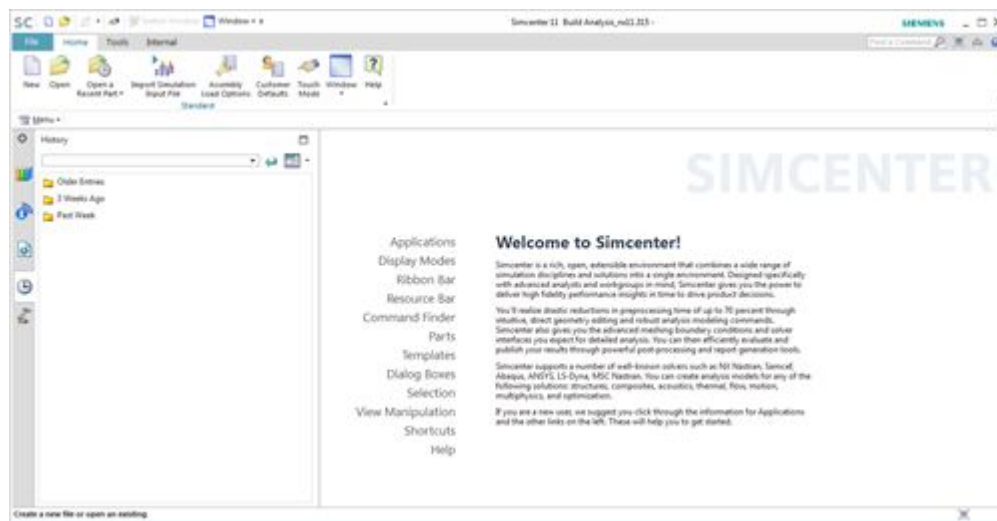 SC Switch Window Window Simcenter 11 Build Analysis_nx11.315 - SIEMENS
File Home Tools Internal Find a Command
New Open Open a Recent Part Import Simulation Input File Assembly Load Options Customer Defaults Touch Mode Window Help
Standard
Menu
History
Older Entries
3 Weeks Ago
Past Week
SIMCENTER
Applications
Display Modes
Ribbon Bar
Resource Bar
Command Finder
Parts
Templates
Dialog Boxes
Selection
View Manipulation
Shortcuts
Help
Welcome to Simcenter!
Simcenter is a rich, open, extensible environment that combines a wide range of
simulation disciplines and solutions into a single environment. Designed specifically
with advanced analysts and workgroups in mind, Simcenter gives you the power to
deliver high fidelity performance insights in time to drive product decisions.
You'll realize drastic reductions in preprocessing time of up to 70 percent through
intuitive, direct geometry editing and robust analysis modeling commands.
Simcenter also gives you the advanced meshing boundary conditions and solver
interfaces you expect for detailed analysis. You can then efficiently evaluate and
publish your results through powerful post-processing and report generation tools.
Simcenter supports a number of well-known solvers such as NX Nastran, Samcef,
Abaqus, ANSYS, LS-Dyna, MSC Nastran. You can create analysis models for any of the
following solutions: structures, composites, acoustics, thermal, flow, motion,
multiphysics, and optimization.
If you are a new user, we suggest you click through the information for Applications
and the other links on the left. These will help you to get started.
Create a new file or open an existing